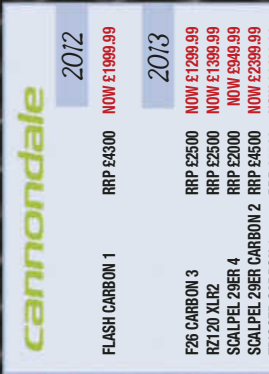 cannondale
2012
FLASH CARBON 1 RRP £4300 NOW £1999.99
2013
F26 CARBON 3 RRP £2500 NOW £1299.99
RZ120 XLR2 RRP £2500 NOW £1399.99
SCALPEL 29ER 4 RRP £2000 NOW £949.99
SCALPEL 29ER CARBON 2 RRP £4500 NOW £2399.99